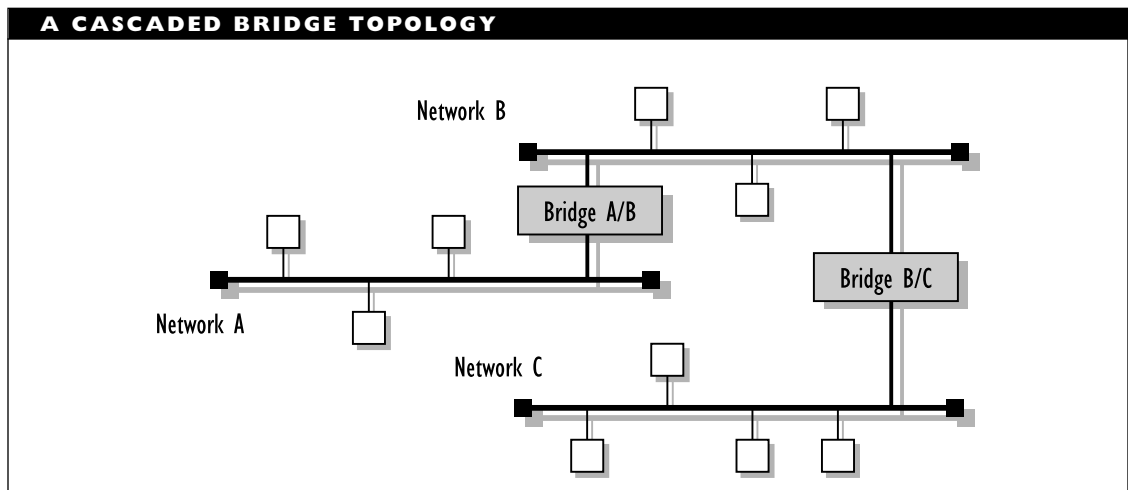 A CASCADED BRIDGE TOPOLOGY
Network B
Bridge A/B
Bridge B/C
Network A
Network C